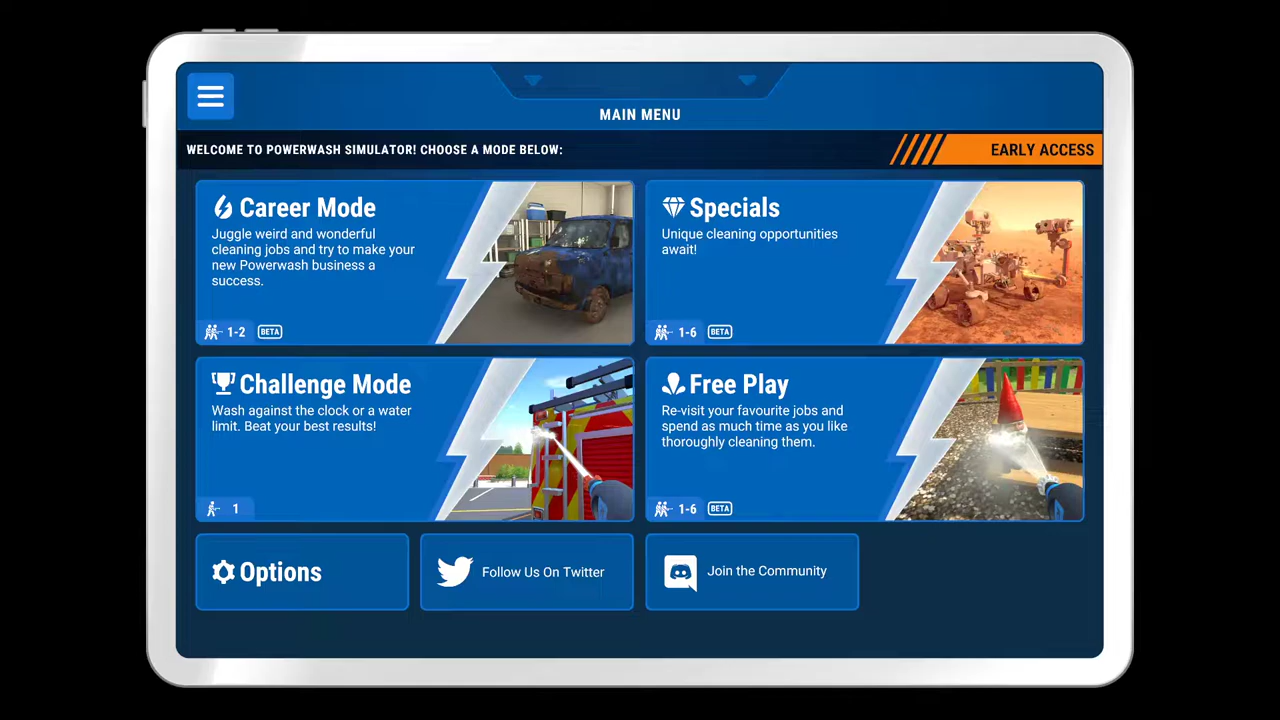 MAIN MENU
WELCOME TO POWERWASH SIMULATOR! CHOOSE A MODE BELOW:
EARLY ACCESS
Career Mode
Juggle weird and wonderful
cleaning jobs and try to make your
new Powerwash business a
success.
1-2 BETA
Specials
Unique cleaning opportunities
await!
1-6 BETA
Challenge Mode
Wash against the clock or a water
limit. Beat your best results!
1
Free Play
Re-visit your favourite jobs and
spend as much time as you like
thoroughly cleaning them.
1-6 BETA
Options
Follow Us On Twitter
Join the Community